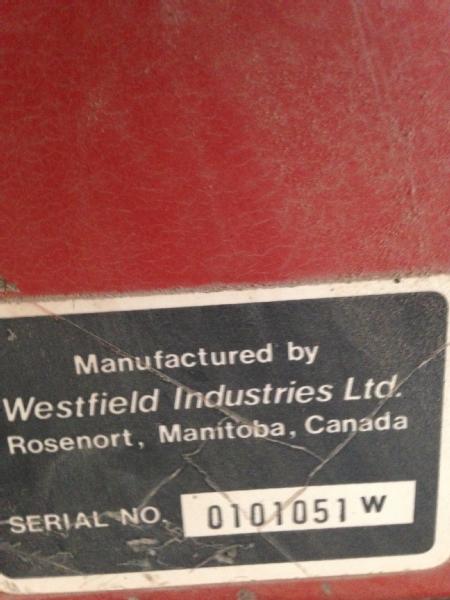 Manufactured by
Westfield Industries Ltd.
Rosenort, Manitoba, Canada
SERIAL NO. 0101051 W